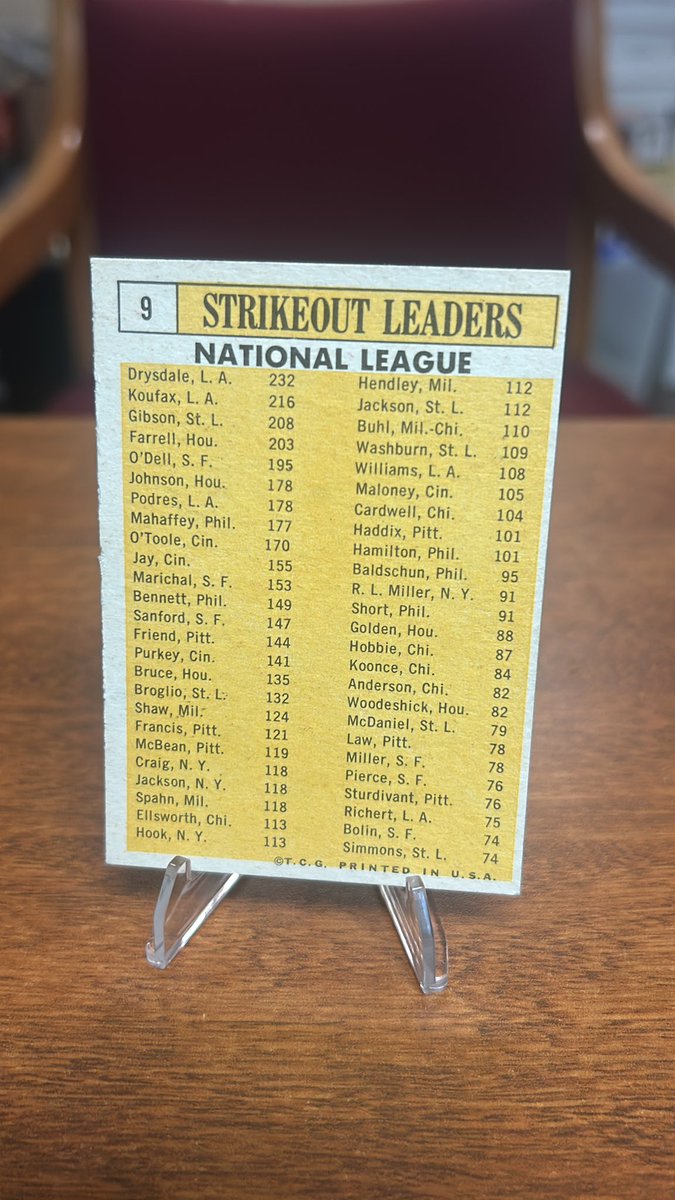 9 STRIKEOUT LEADERS
NATIONAL LEAGUE
Drysdale, L. A. 232
Koufax, L. A. 216
Gibson, St. L. 208
Farrell, Hou. 203
O'Dell, S. F. 195
Johnson, Hou. 178
Podres, L. A. 178
Mahaffey, Phil. 177
O'Toole, Cin. 170
Jay, Cin. 155
Marichal, S. F. 153
Bennett, Phil. 149
Sanford, S. F. 147
Friend, Pitt. 144
Purkey, Cin. 141
Bruce, Hou. 135
Broglio, St. L. 132
Shaw, Mil. 124
Francis, Pitt. 121
McBean, Pitt. 119
Craig, N. Y. 118
Jackson, N. Y. 118
Spahn, Mil. 118
Ellsworth, Chi. 113
Hook, N. Y. 113
Hendley, Mil. 112
Jackson, St. L. 112
Buhl, Mil.-Chi. 110
Washburn, St. L. 109
Williams, L. A. 108
Maloney, Cin. 105
Cardwell, Chi. 104
Haddix, Pitt. 101
Hamilton, Phil. 101
Baldschun, Phil. 95
R. L. Miller, N. Y. 91
Short, Phil. 91
Golden, Hou. 88
Hobbie, Chi. 87
Koonce, Chi. 84
Anderson, Chi. 82
Woodeshick, Hou. 82
McDaniel, St. L. 79
Law, Pitt. 78
Miller, S. F. 78
Pierce, S. F. 76
Sturdivant, Pitt. 76
Richert, L. A. 75
Bolin, S. F. 74
Simmons, St. L. 74
©T.C.G. PRINTED IN U.S.A.